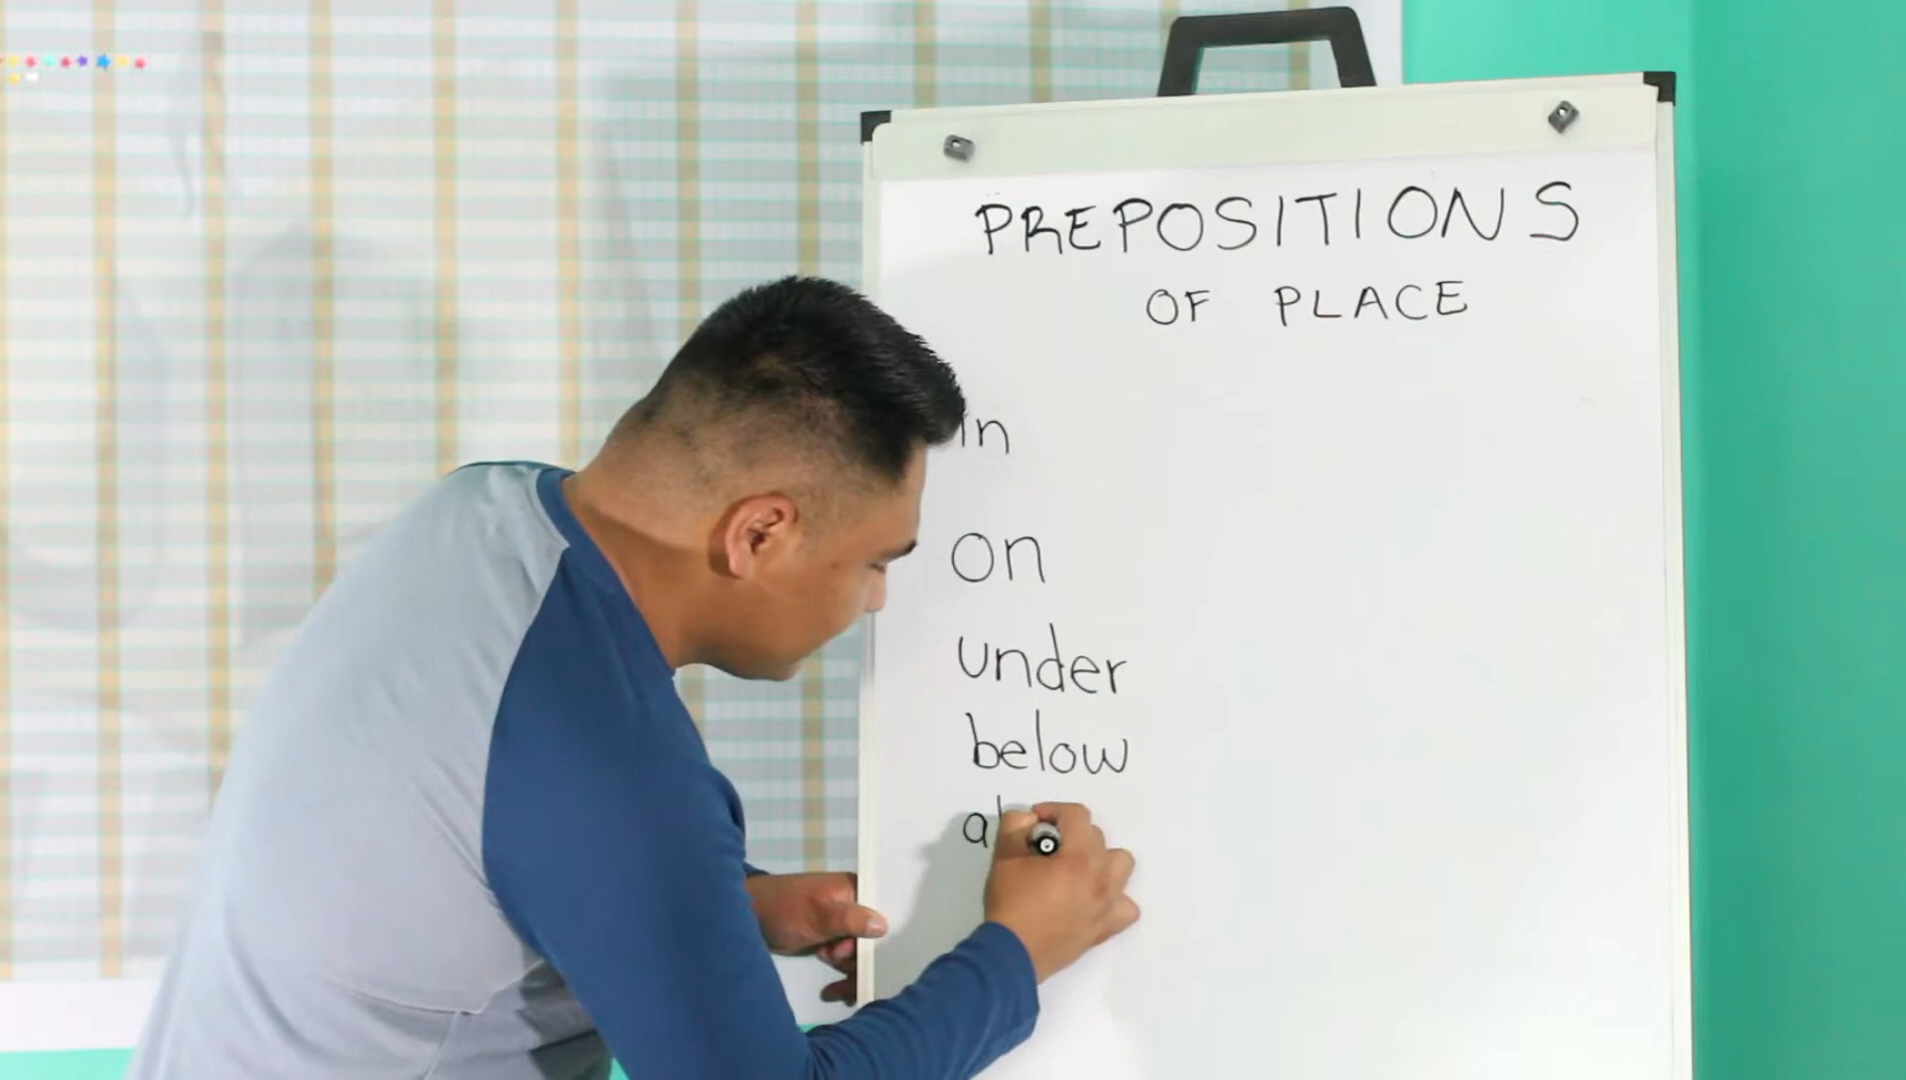 PREPOSITIONS
OF PLACE
in
on
under
below